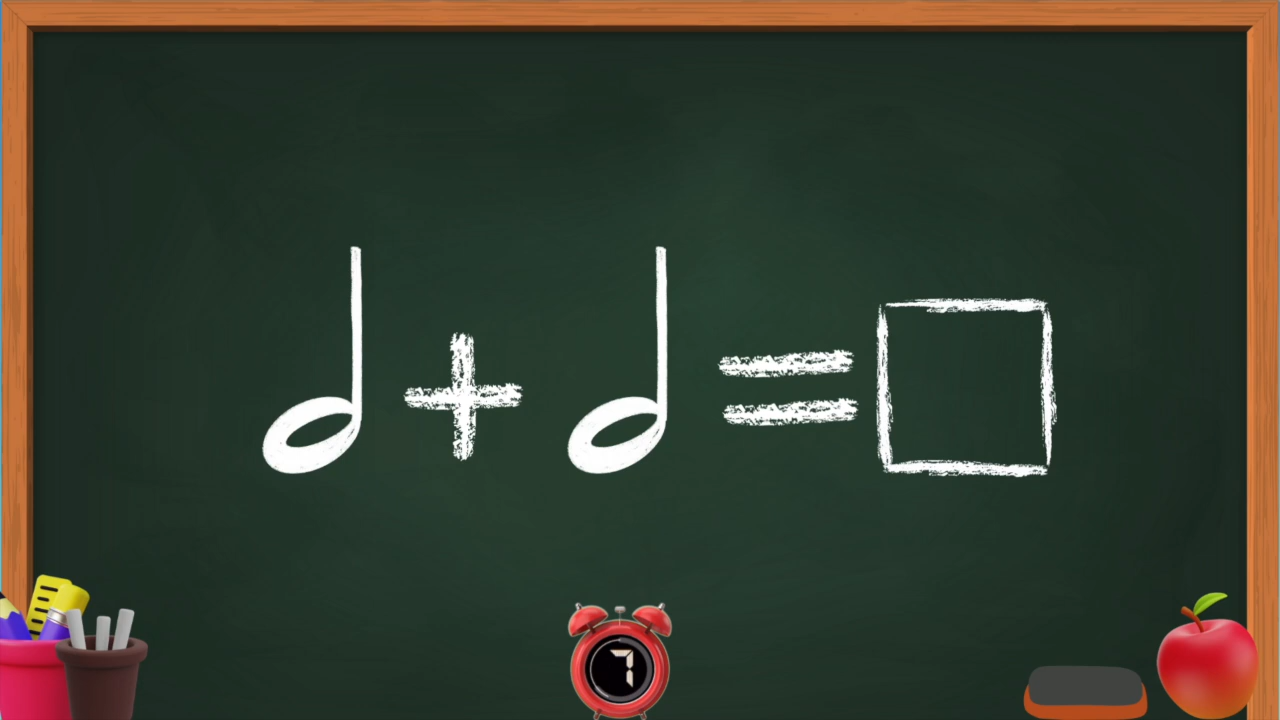 𝅗𝅥 + 𝅗𝅥 = □
7